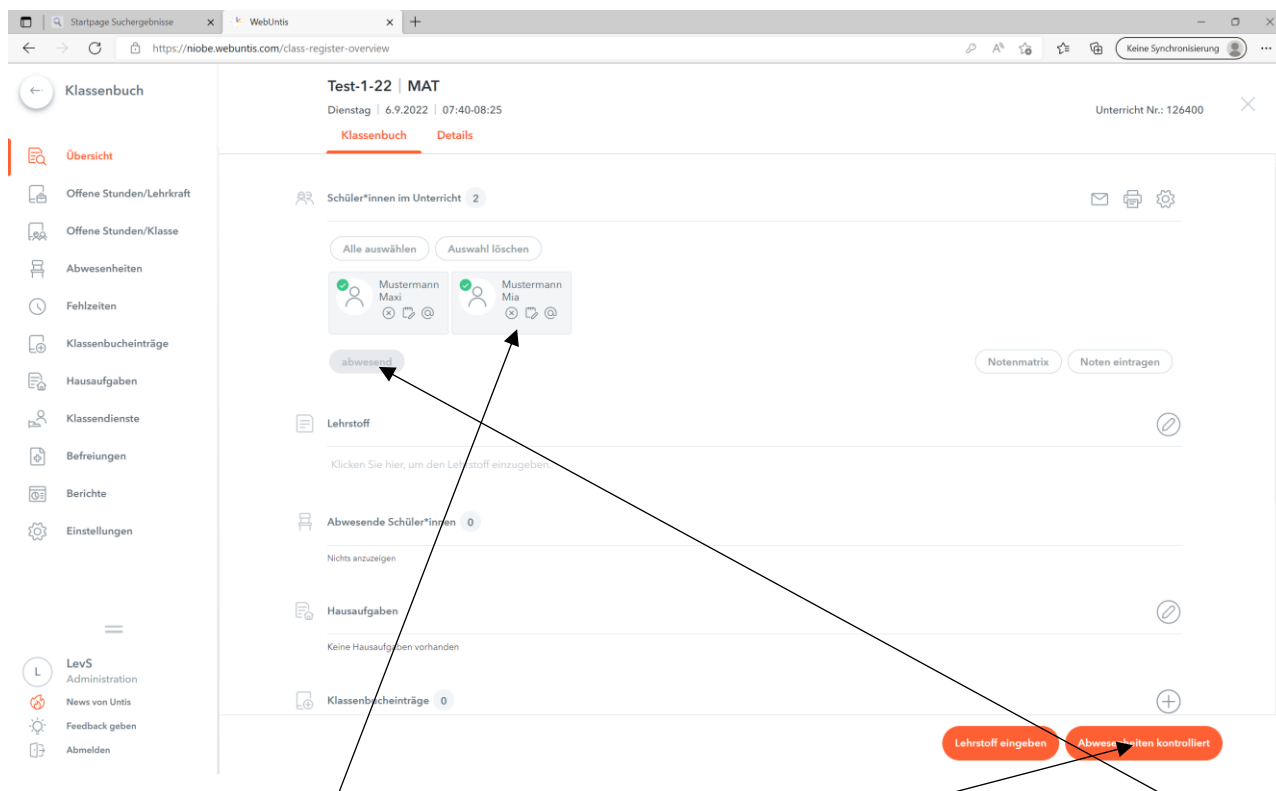 Startpage Suchergebnisse
WebUntis
https://niobe.webuntis.com/class-register-overview
Keine Synchronisierung
Klassenbuch
Übersicht
Offene Stunden/Lehrkraft
Offene Stunden/Klasse
Abwesenheiten
Fehlzeiten
Klassenbucheinträge
Hausaufgaben
Klassendienste
Befreiungen
Berichte
Einstellungen
L
LevS
Administration
News von Untis
Feedback geben
Abmelden
Test-1-22 | MAT
Dienstag | 6.9.2022 | 07:40-08:25
Unterricht Nr.: 126400
Klassenbuch Details
Schüler*innen im Unterricht 2
Alle auswählen Auswahl löschen
Mustermann
Maxi
Mustermann
Mia
abwesend
Notenmatrix Noten eintragen
Lehrstoff
Klicken Sie hier, um den Lehrstoff einzugeben.
Abwesende Schüler*innen 0
Nichts anzuzeigen
Hausaufgaben
Keine Hausaufgaben vorhanden
Klassenbucheinträge 0
Lehrstoff eingeben Abwesenheiten kontrolliert